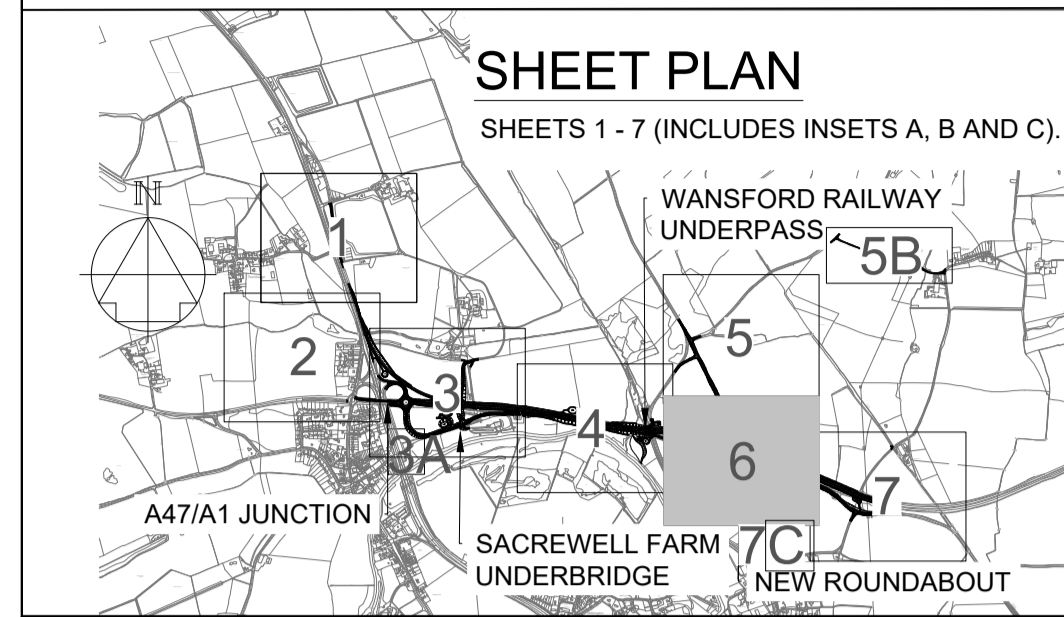 SHEET PLAN
SHEETS 1 - 7 (INCLUDES INSETS A, B AND C).
N
WANSFORD RAILWAY
UNDERPASS
1
5B
2
5
3
4
3A
6
7
A47/A1 JUNCTION
SACREWELL FARM
UNDERBRIDGE
7C
NEW ROUNDABOUT